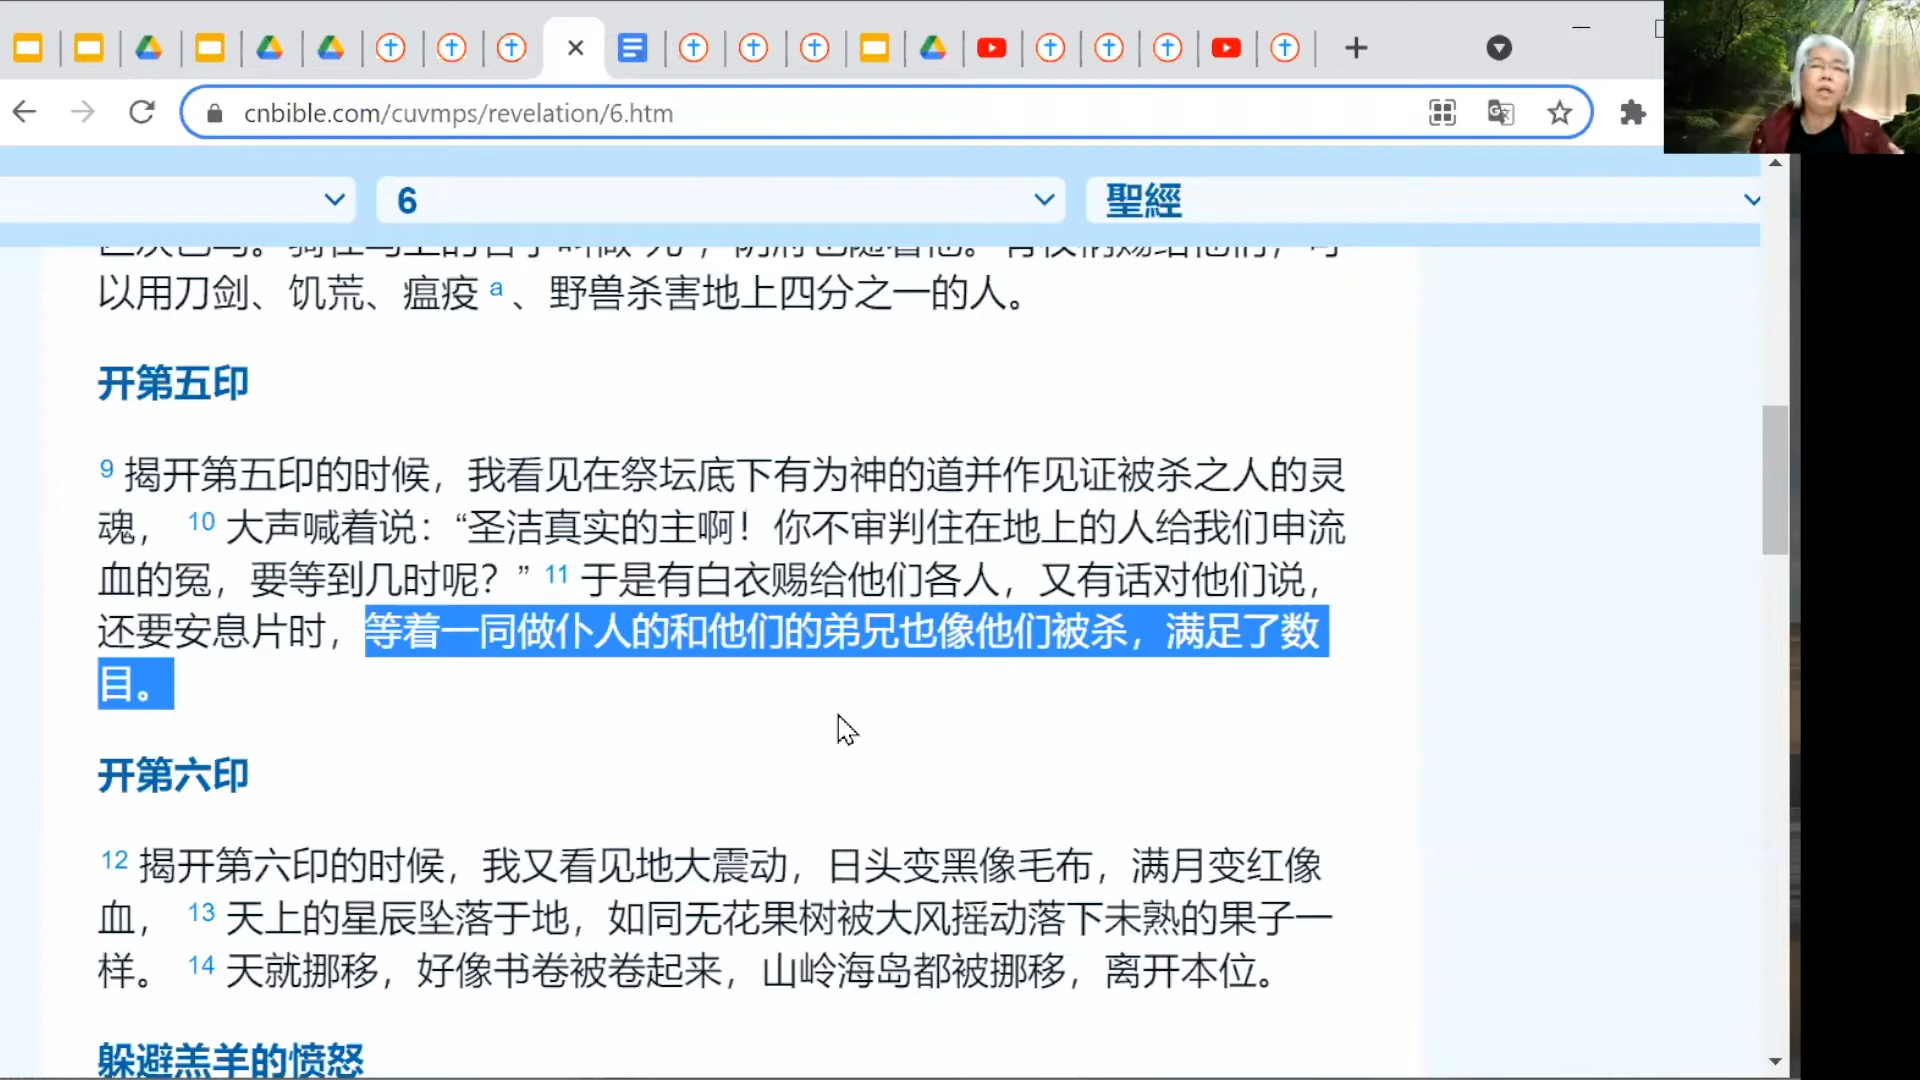 cnbible.com/cuvmps/revelation/6.htm
6
聖經
以用刀剑、饥荒、瘟疫 a 、野兽杀害地上四分之一的人。
开第五印
9 揭开第五印的时候，我看见在祭坛底下有为神的道并作见证被杀之人的灵
魂， 10 大声喊着说：“圣洁真实的主啊！你不审判住在地上的人给我们申流
血的冤，要等到几时呢？” 11 于是有白衣赐给他们各人，又有话对他们说，
还要安息片时，等着一同做仆人的和他们的弟兄也像他们被杀，满足了数
目。
开第六印
12 揭开第六印的时候，我又看见地大震动，日头变黑像毛布，满月变红像
血， 13 天上的星辰坠落于地，如同无花果树被大风摇动落下未熟的果子一
样。 14 天就挪移，好像书卷被卷起来，山岭海岛都被挪移，离开本位。
躲避羔羊的愤怒